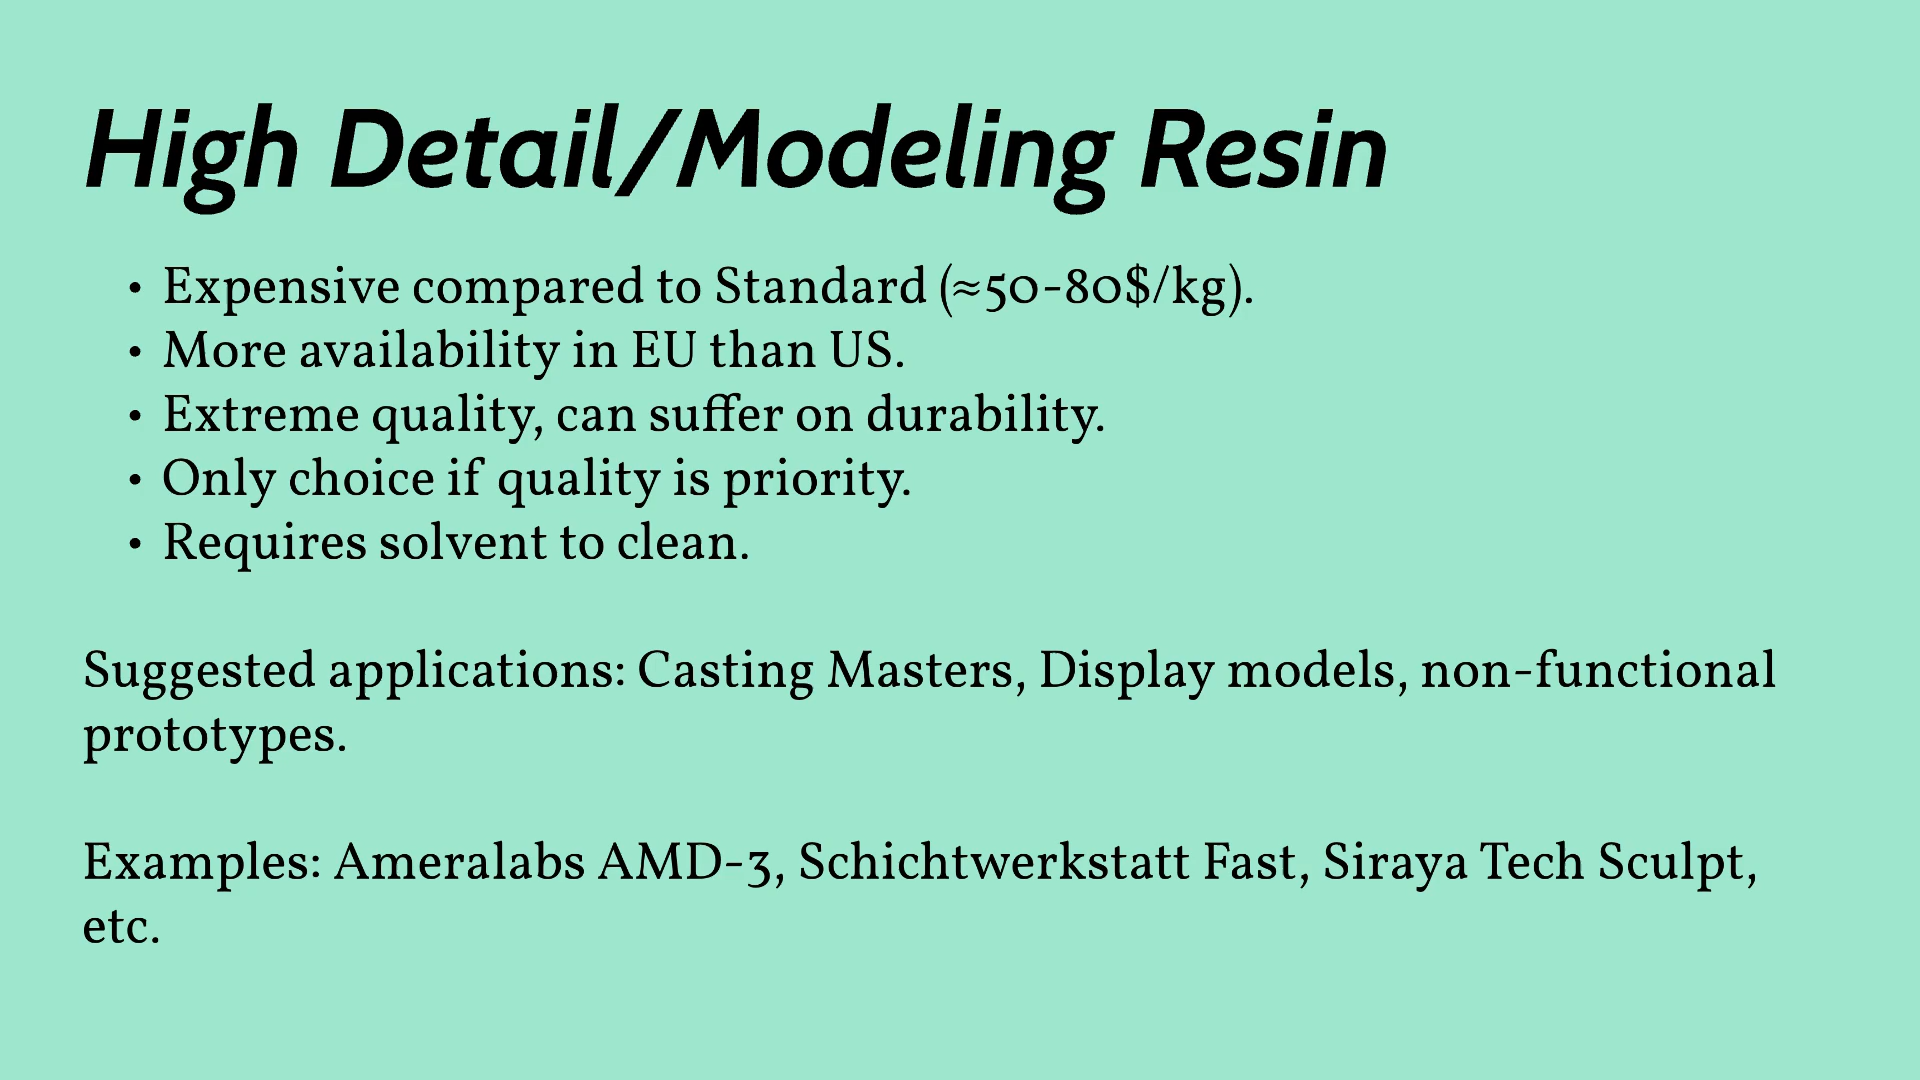 High Detail/Modeling Resin
• Expensive compared to Standard (≈50-80$/kg).
• More availability in EU than US.
• Extreme quality, can suffer on durability.
• Only choice if quality is priority.
• Requires solvent to clean.
Suggested applications: Casting Masters, Display models, non-functional
prototypes.
Examples: Ameralabs AMD-3, Schichtwerkstatt Fast, Siraya Tech Sculpt,
etc.